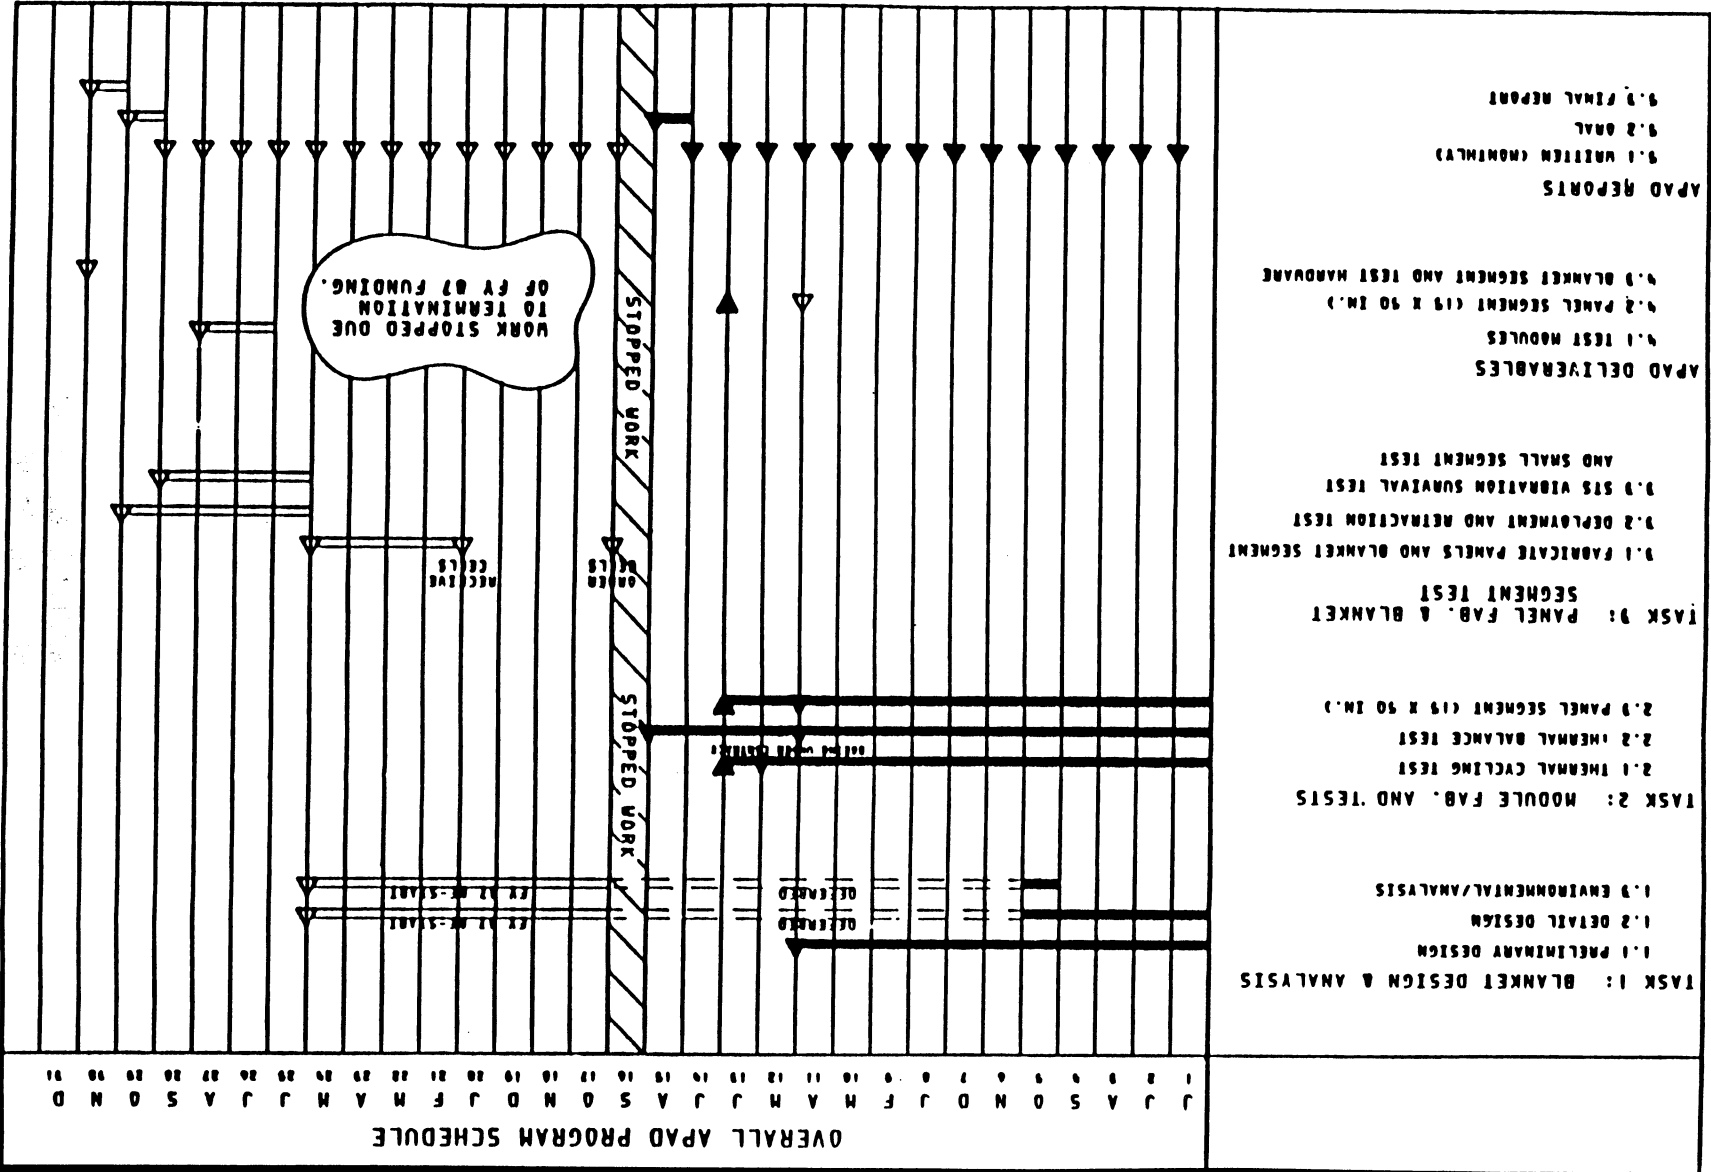 OVERALL APAD PROGRAM SCHEDULE
J J A S O N D J F M A M J J A S O N D J F M A M J J A S O N D
1 2 3 4 5 6 7 8 9 10 11 12 13 14 15 16 17 18 19 20 21 22 23 24 25 26 27 28 29 30 31
TASK 1: BLANKET DESIGN & ANALYSIS
1.1 PRELIMINARY DESIGN
1.2 DETAIL DESIGN
DEFERRED
FY 87 RE-START
1.3 ENVIRONMENTAL/ANALYSIS
DEFERRED
FY 87 RE-START
TASK 2: MODULE FAB. AND TESTS
2.1 THERMAL CYCLING TEST
2.2 THERMAL BALANCE TEST
2.3 PANEL SEGMENT (15 X 90 IN.)
STOPPED WORK
TASK 3: PANEL FAB. & BLANKET
SEGMENT TEST
3.1 FABRICATE PANELS AND BLANKET SEGMENT
ORDER
CELLS
RECEIVE
CELLS
3.2 DEPLOYMENT AND RETRACTION TEST
3.3 STS VIBRATION SURVIVAL TEST
AND SMALL SEGMENT TEST
STOPPED WORK
APAD DELIVERABLES
4.1 TEST MODULES
4.2 PANEL SEGMENT (15 X 90 IN.)
4.3 BLANKET SEGMENT AND TEST HARDWARE
WORK STOPPED DUE
TO TERMINATION
OF FY 87 FUNDING.
APAD REPORTS
5.1 WRITTEN (MONTHLY)
5.2 ORAL
5.3 FINAL REPORT